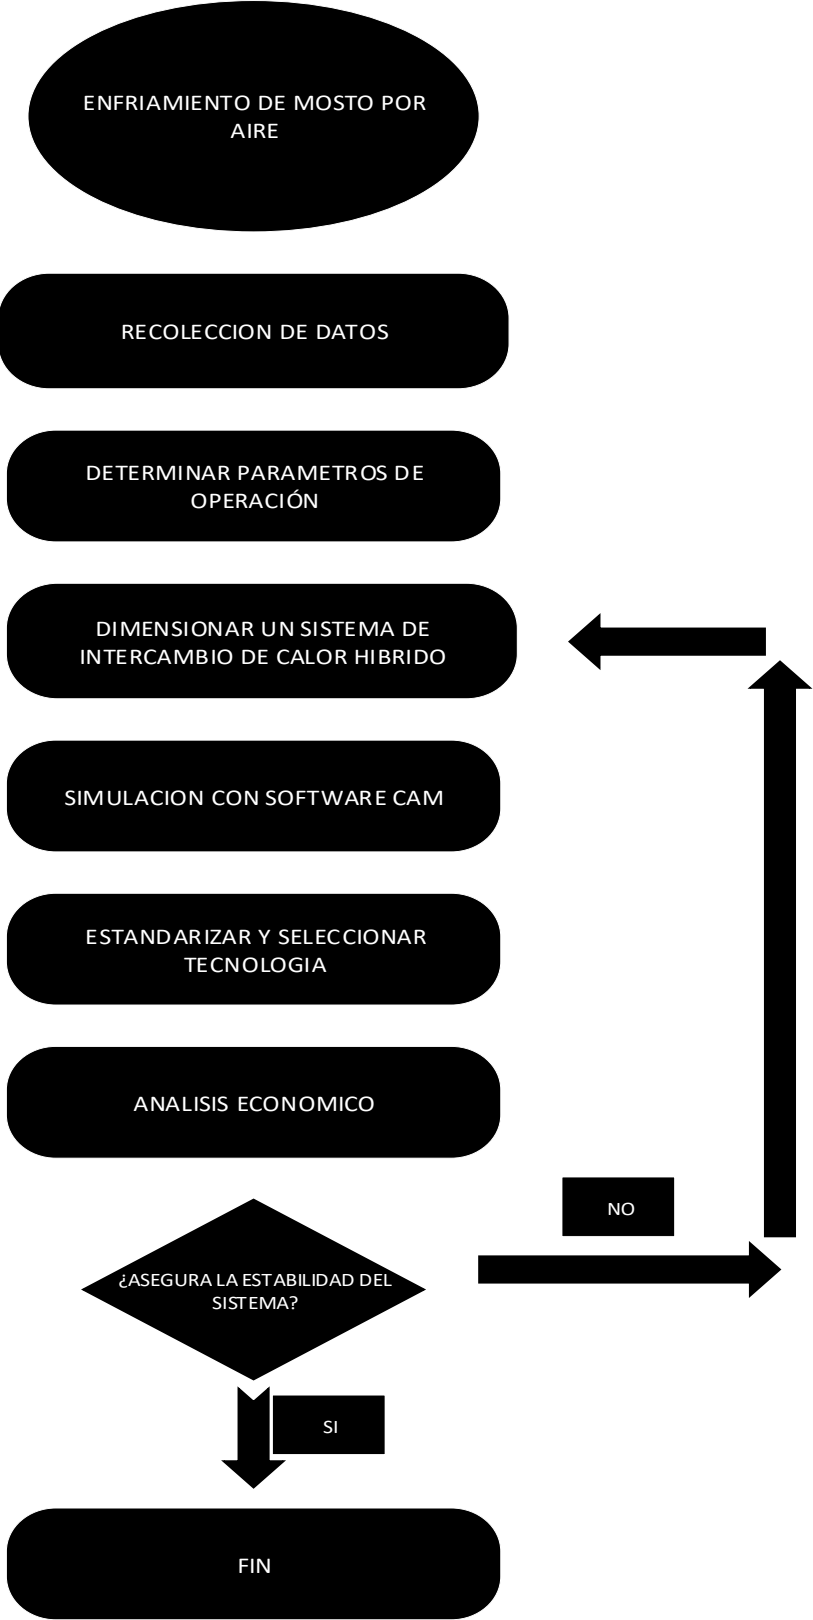 ENFRIAMIENTO DE MOSTO POR
AIRE
RECOLECCION DE DATOS
DETERMINAR PARAMETROS DE
OPERACIÓN
DIMENSIONAR UN SISTEMA DE
INTERCAMBIO DE CALOR HIBRIDO
SIMULACION CON SOFTWARE CAM
ESTANDARIZAR Y SELECCIONAR
TECNOLOGIA
ANALISIS ECONOMICO
NO
¿ASEGURA LA ESTABILIDAD DEL
SISTEMA?
SI
FIN